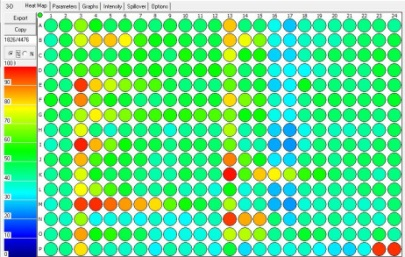 Heat Map Parameters Graphs Intensity Spillover Options
Export
Copy
1826/4476
% N
1 2 3 4 5 6 7 8 9 10 11 12 13 14 15 16 17 18 19 20 21 22 23 24
100
90
80
70
60
50
40
30
20
10
0
A
B
C
D
E
F
G
H
I
J
K
L
M
N
O
P